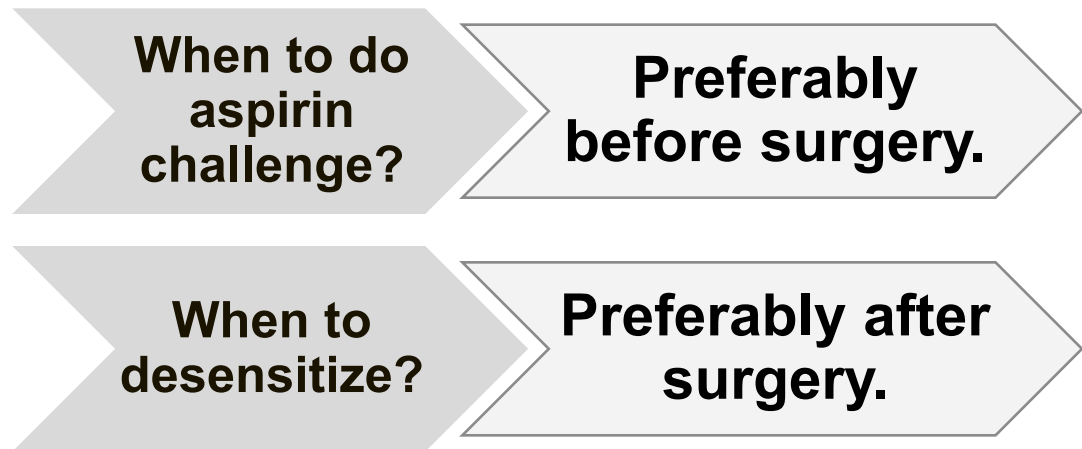 When to do
aspirin
challenge?
Preferably
before surgery.
When to
desensitize?
Preferably after
surgery.